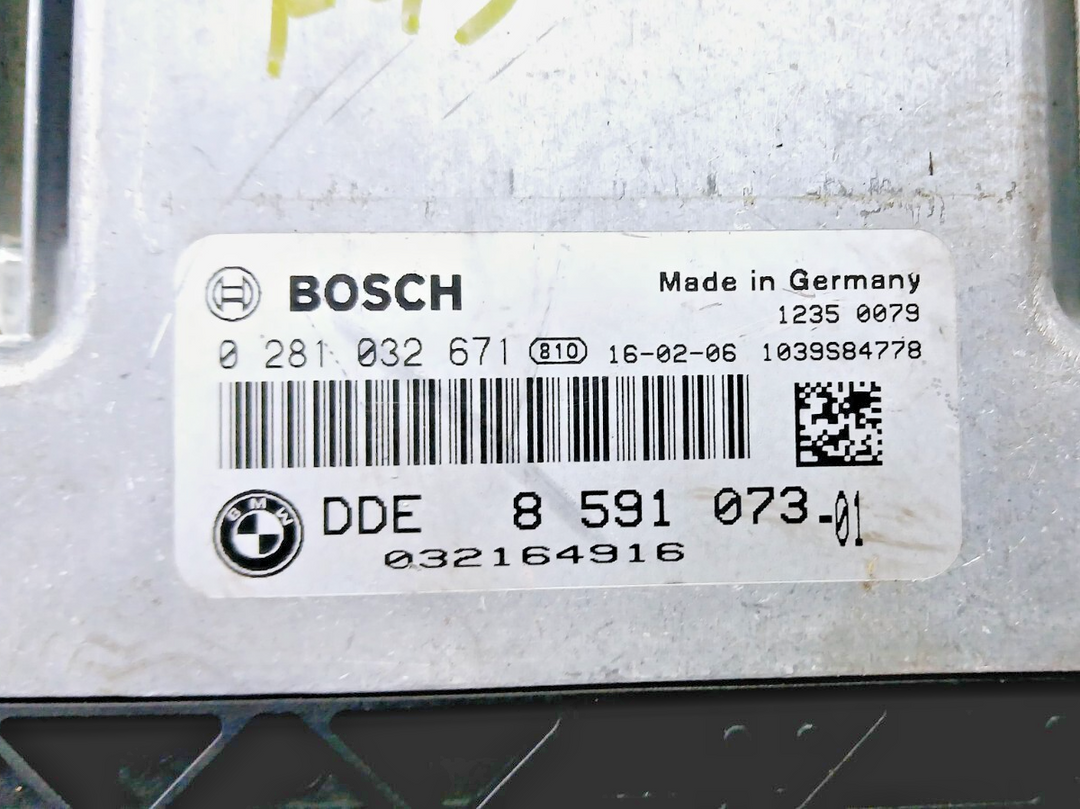 BOSCH
Made in Germany
1235 0079
0 281 032 671 810 16-02-06 1039S84778
BMW DDE 8 591 073-01
032164916